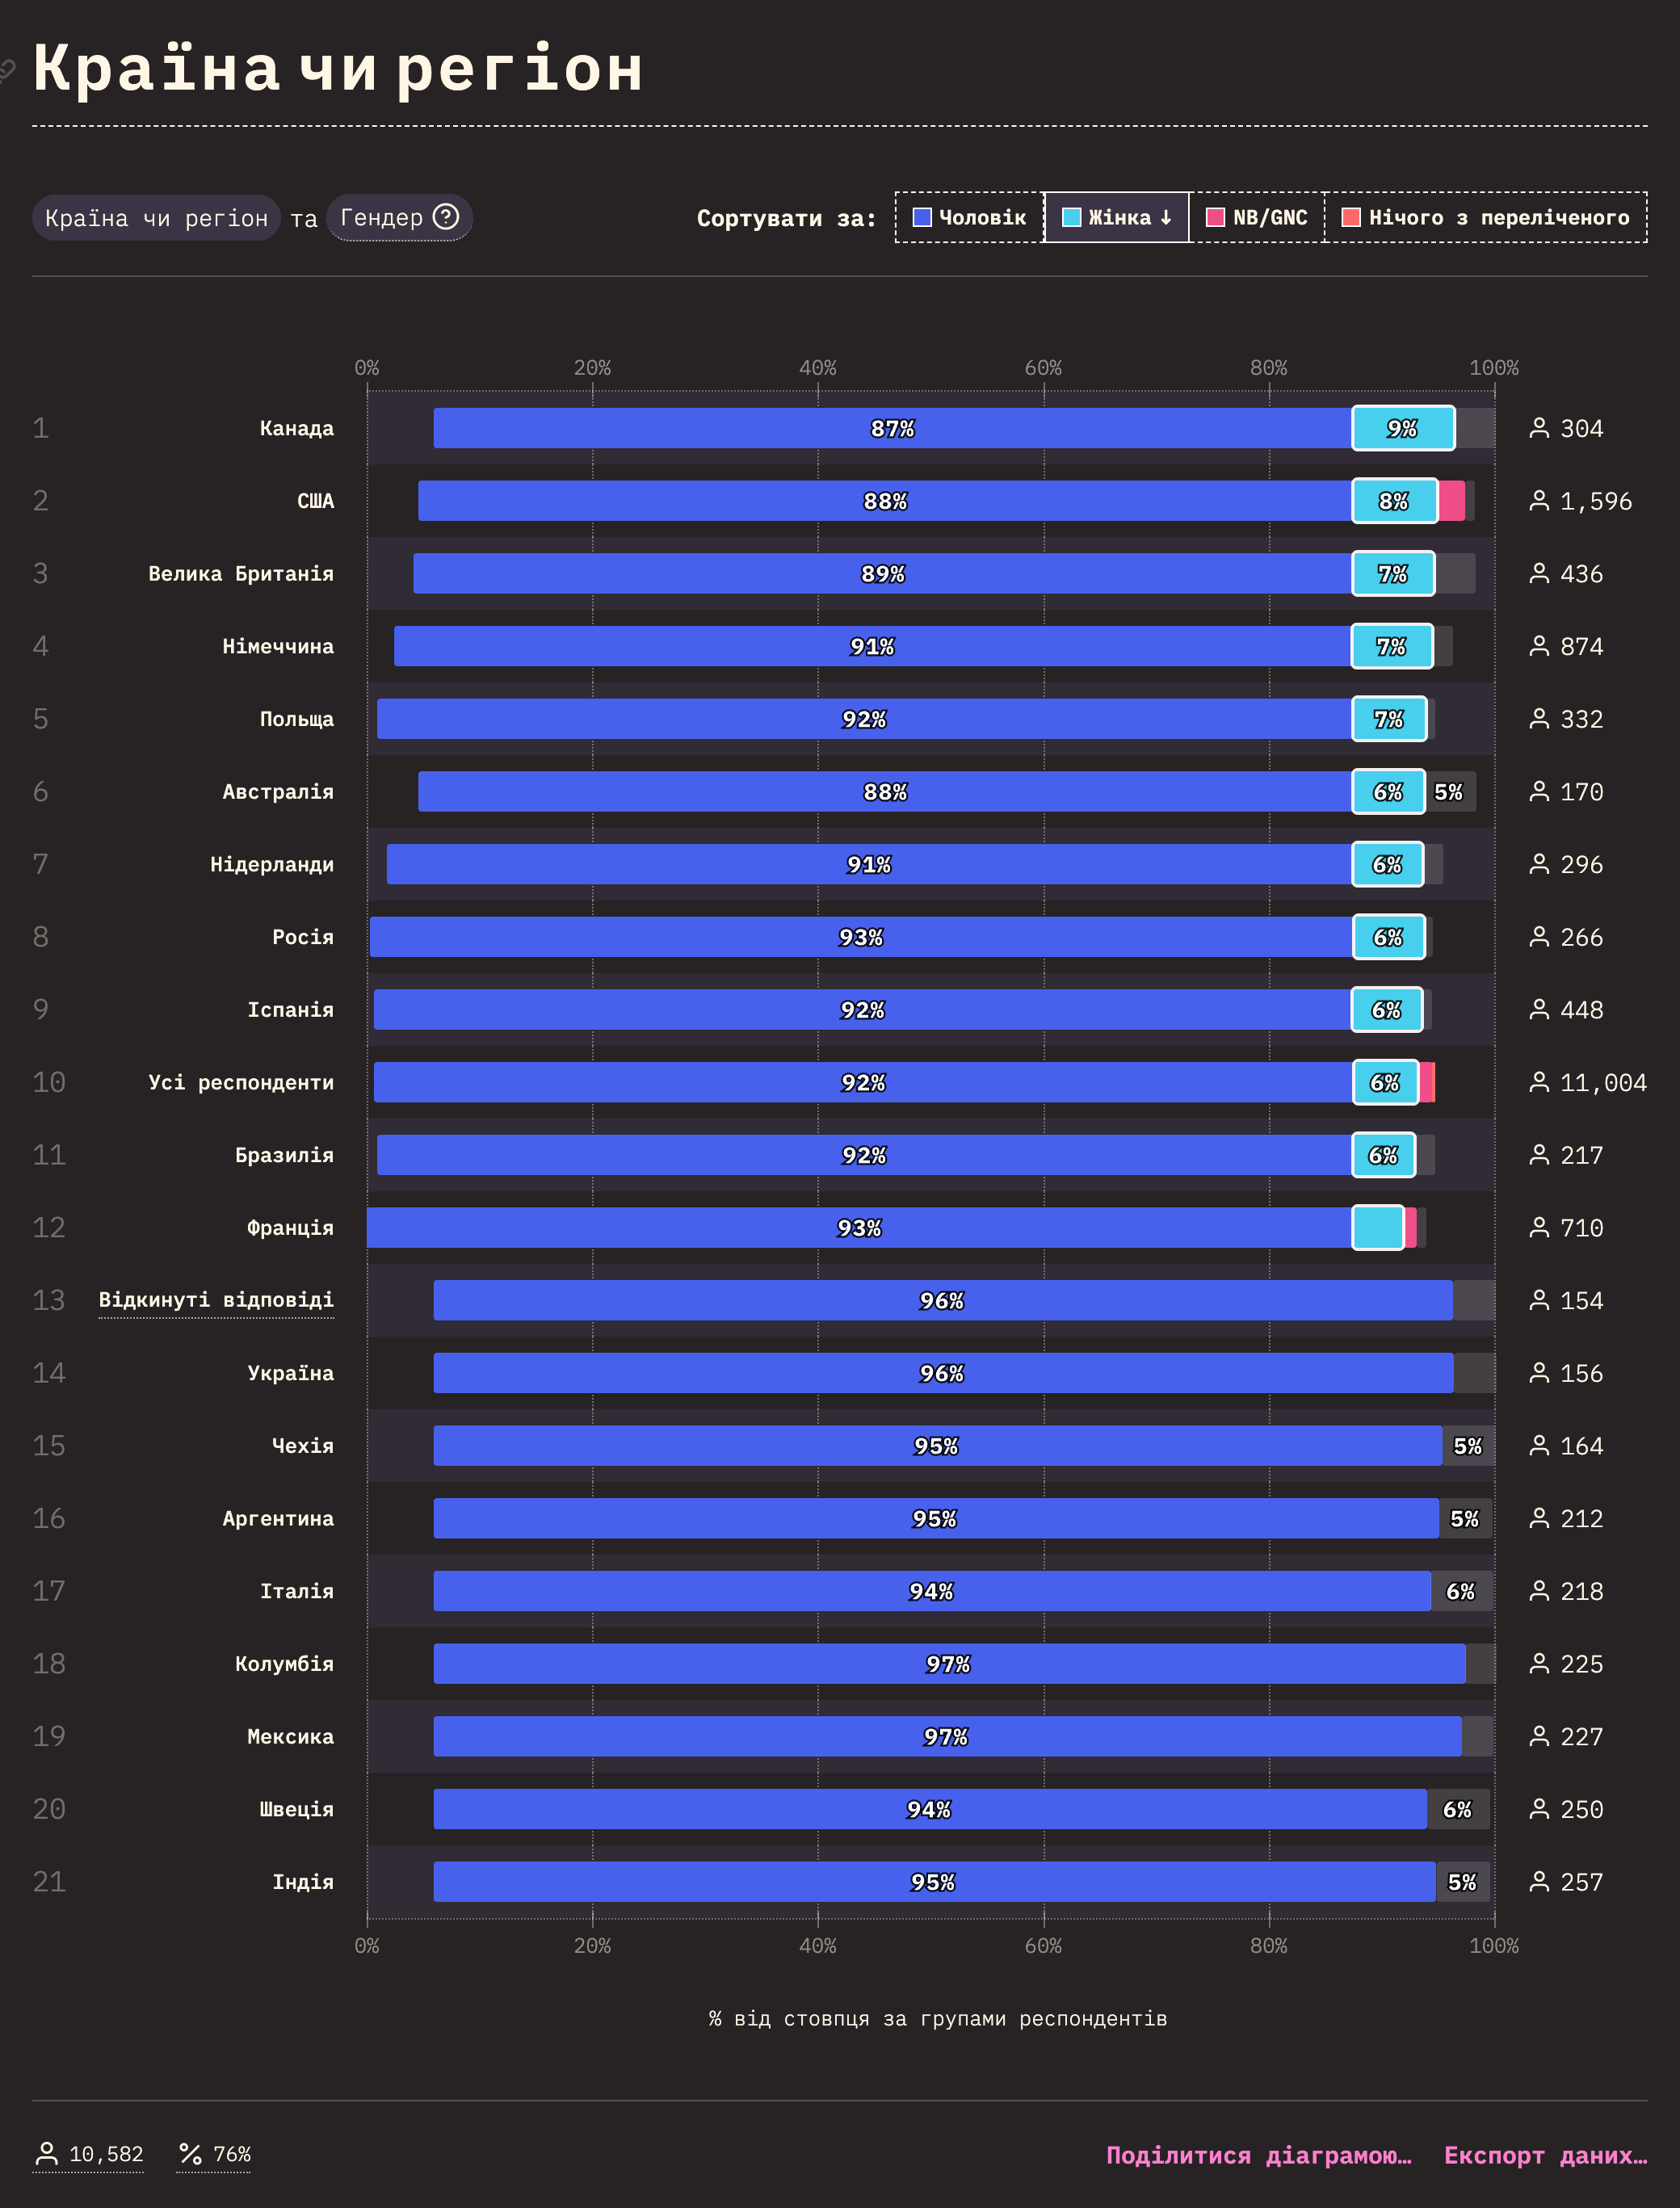 Країна чи регіон
Країна чи регіон та Гендер ? Сортувати за: Чоловік Жінка ↓ NB/GNC Нічого з переліченого
0% 20% 40% 60% 80% 100%
1 Канада 87% 9% 304
2 США 88% 8% 1,596
3 Велика Британія 89% 7% 436
4 Німеччина 91% 7% 874
5 Польща 92% 7% 332
6 Австралія 88% 6% 5% 170
7 Нідерланди 91% 6% 296
8 Росія 93% 6% 266
9 Іспанія 92% 6% 448
10 Усі респонденти 92% 6% 11,004
11 Бразилія 92% 6% 217
12 Франція 93% 710
13 Відкинуті відповіді 96% 154
14 Україна 96% 156
15 Чехія 95% 5% 164
16 Аргентина 95% 5% 212
17 Італія 94% 6% 218
18 Колумбія 97% 225
19 Мексика 97% 227
20 Швеція 94% 6% 250
21 Індія 95% 5% 257
0% 20% 40% 60% 80% 100%
% від стовпця за групами респондентів
10,582 % 76% Поділитися діаграмою… Експорт даних…